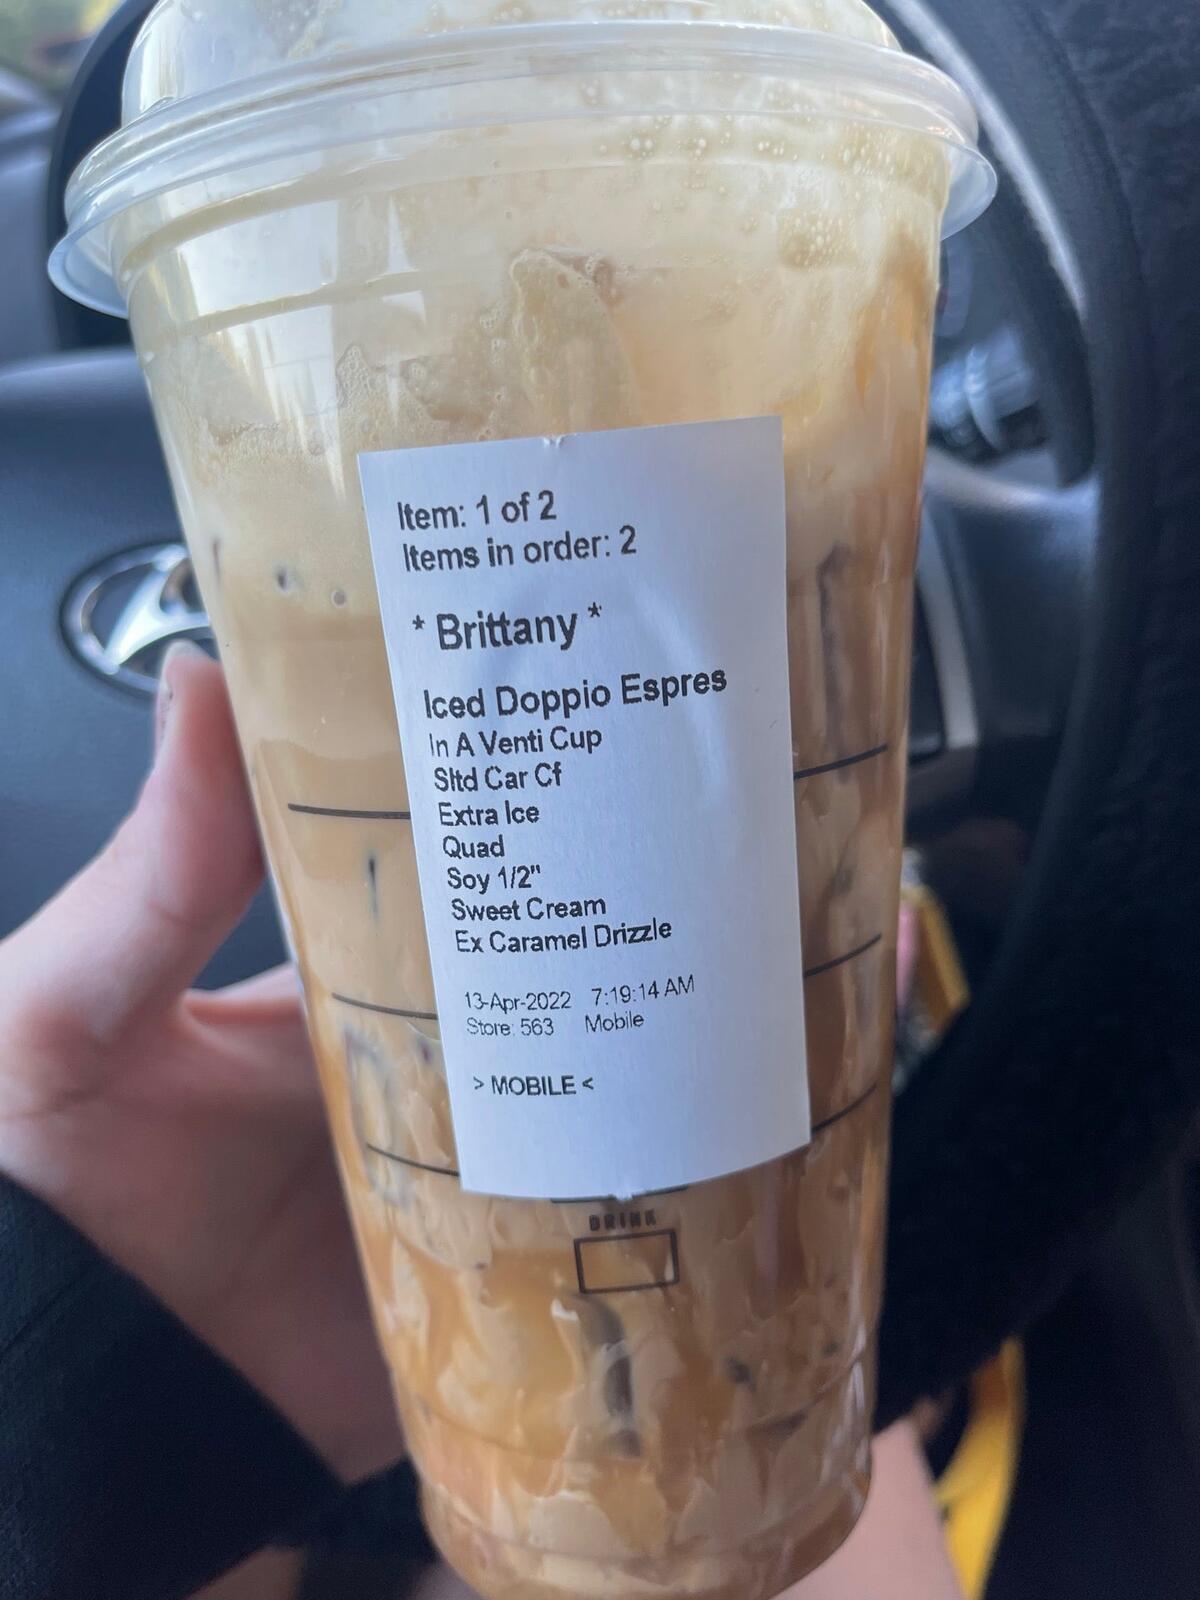 Item: 1 of 2
Items in order: 2
* Brittany *
Iced Doppio Espres
In A Venti Cup
Sltd Car Cf
Extra Ice
Quad
Soy 1/2"
Sweet Cream
Ex Caramel Drizzle
13-Apr-2022 7:19:14 AM
Store: 563 Mobile
> MOBILE <
DRINK